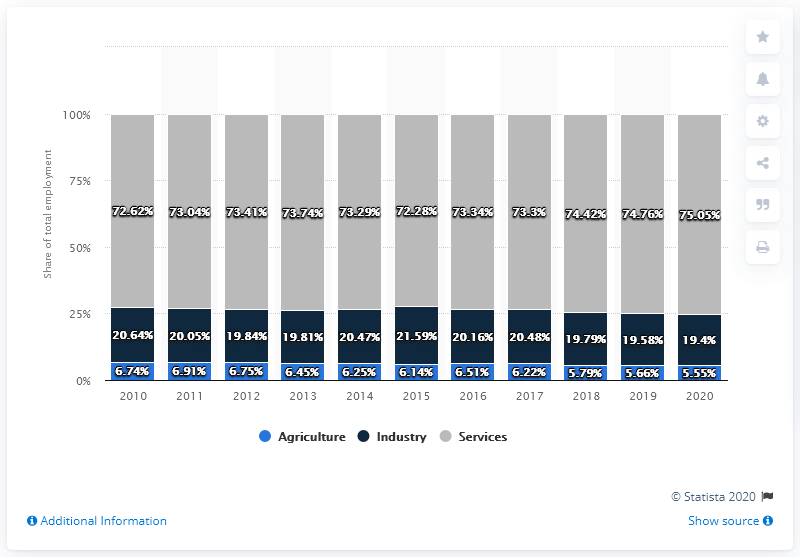 Share of total employment
100%
75%
50%
25%
0%
72.62% 73.04% 73.41% 73.74% 73.29% 72.28% 73.34% 73.3% 74.42% 74.76% 75.05%
20.64% 20.05% 19.84% 19.81% 20.47% 21.59% 20.16% 20.48% 19.79% 19.58% 19.4%
6.74% 6.91% 6.75% 6.45% 6.25% 6.14% 6.51% 6.22% 5.79% 5.66% 5.55%
2010 2011 2012 2013 2014 2015 2016 2017 2018 2019 2020
Agriculture Industry Services
© Statista 2020
Additional Information
Show source